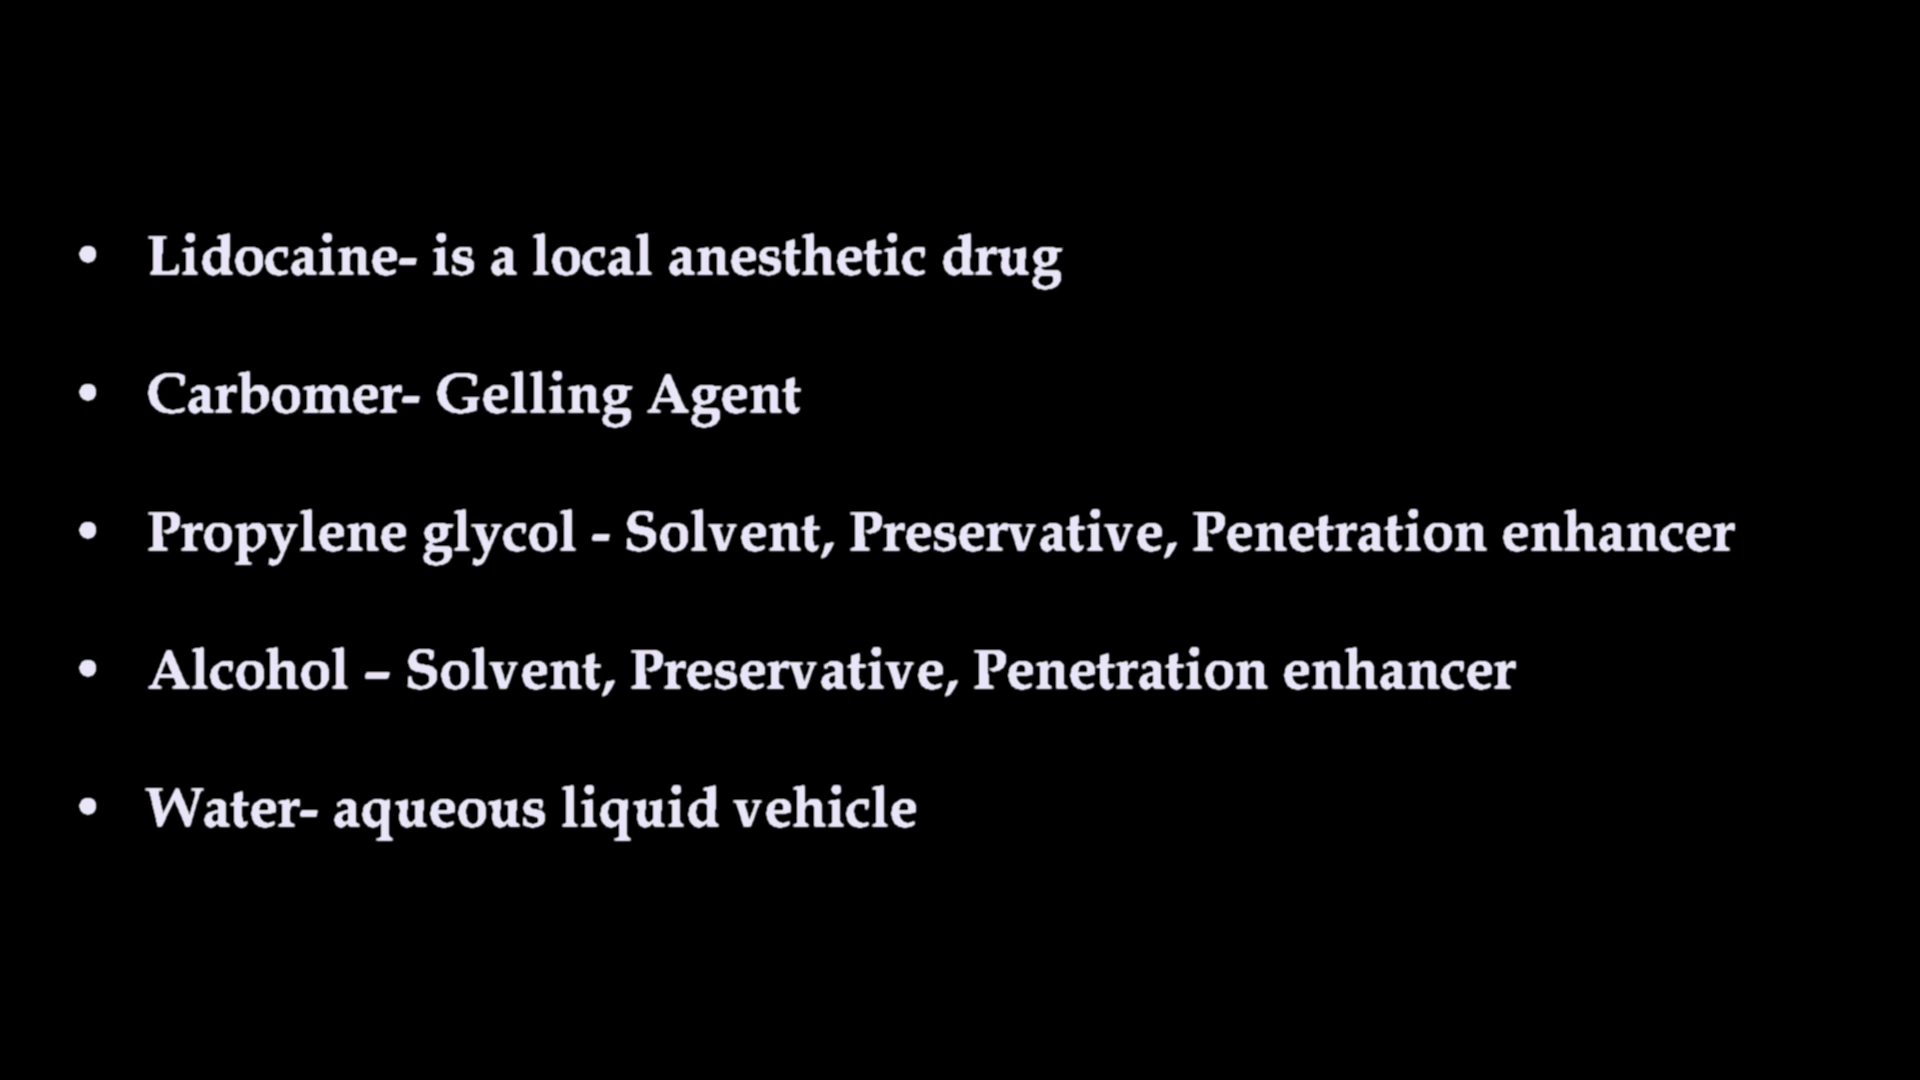 • Lidocaine- is a local anesthetic drug
• Carbomer- Gelling Agent
• Propylene glycol - Solvent, Preservative, Penetration enhancer
• Alcohol – Solvent, Preservative, Penetration enhancer
• Water- aqueous liquid vehicle